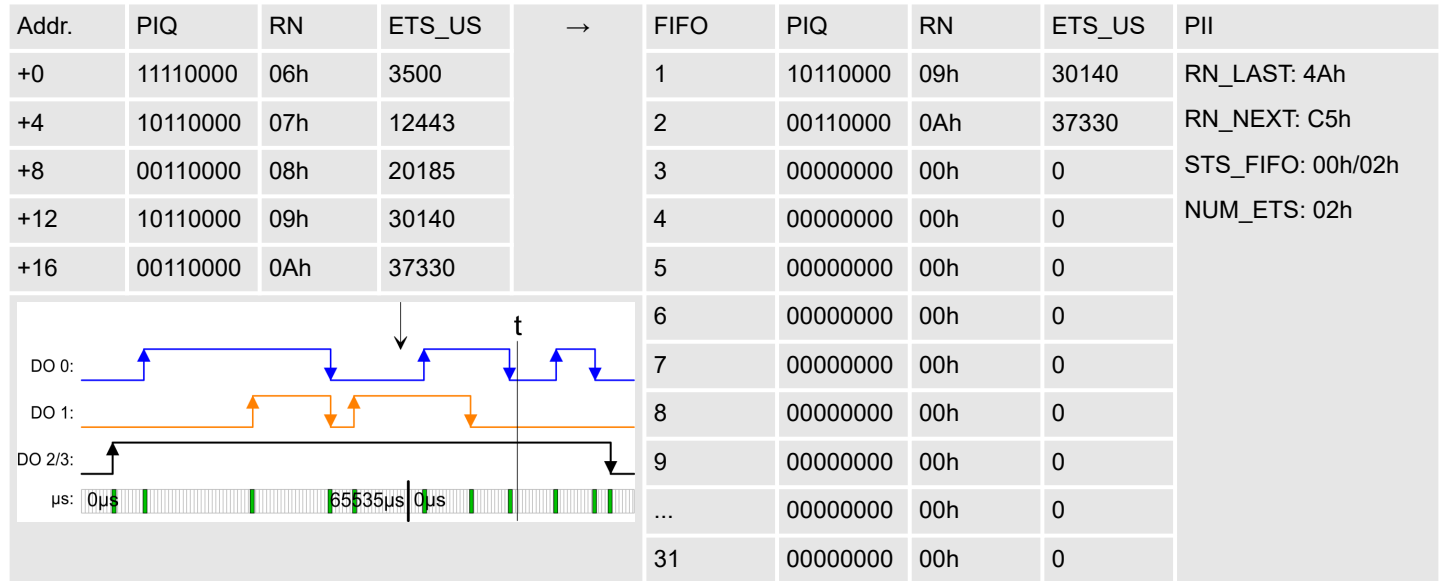 Addr. PIQ RN ETS_US → FIFO PIQ RN ETS_US PII
+0 11110000 06h 3500 1 10110000 09h 30140 RN_LAST: 4Ah
+4 10110000 07h 12443 2 00110000 0Ah 37330 RN_NEXT: C5h
+8 00110000 08h 20185 3 00000000 00h 0 STS_FIFO: 00h/02h
+12 10110000 09h 30140 4 00000000 00h 0 NUM_ETS: 02h
+16 00110000 0Ah 37330 5 00000000 00h 0
6 00000000 00h 0
7 00000000 00h 0
8 00000000 00h 0
9 00000000 00h 0
... 00000000 00h 0
31 00000000 00h 0
t
DO 0:
DO 1:
DO 2/3:
µs: 0µs 65535µs 0µs